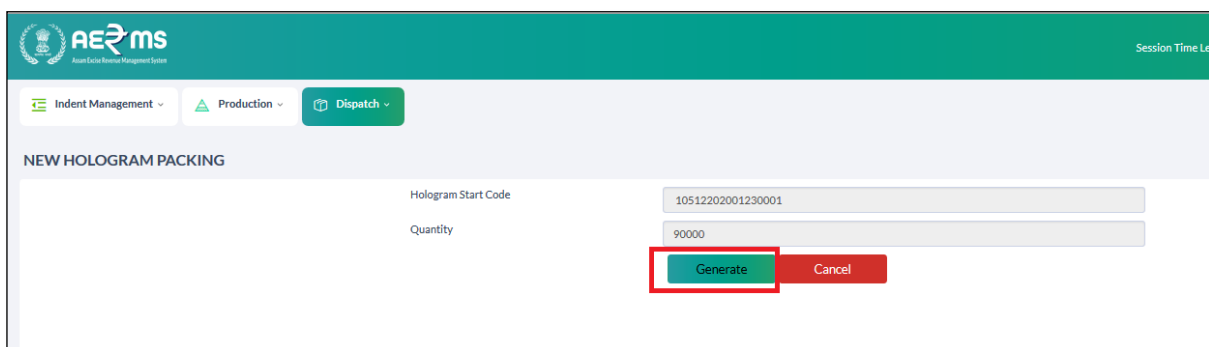 AE₹MS
Assam Excise Revenue Management System
Session Time Le
Indent Management
Production
Dispatch
NEW HOLOGRAM PACKING
Hologram Start Code
10512202001230001
Quantity
90000
Generate
Cancel